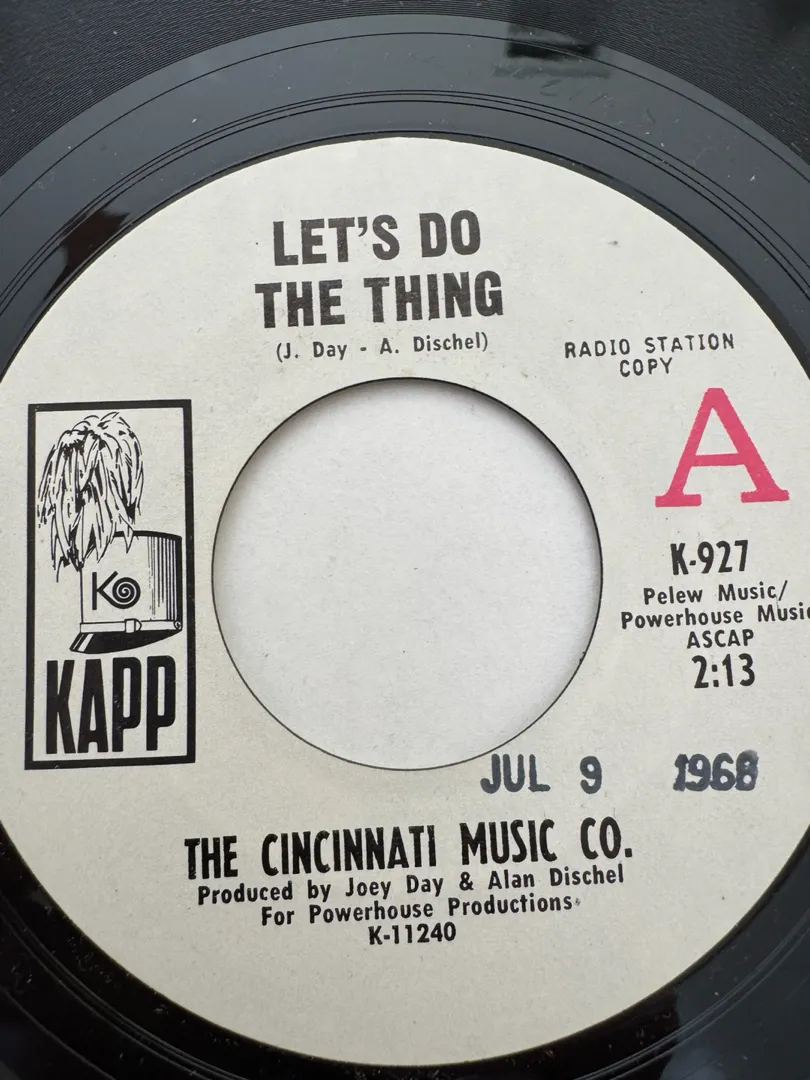 LET'S DO
THE THING
(J. Day - A. Dischel)
RADIO STATION
COPY
A
K
KAPP
K-927
Pelew Music/
Powerhouse Music
ASCAP
2:13
JUL 9 1968
THE CINCINNATI MUSIC CO.
Produced by Joey Day & Alan Dischel
For Powerhouse Productions
K-11240